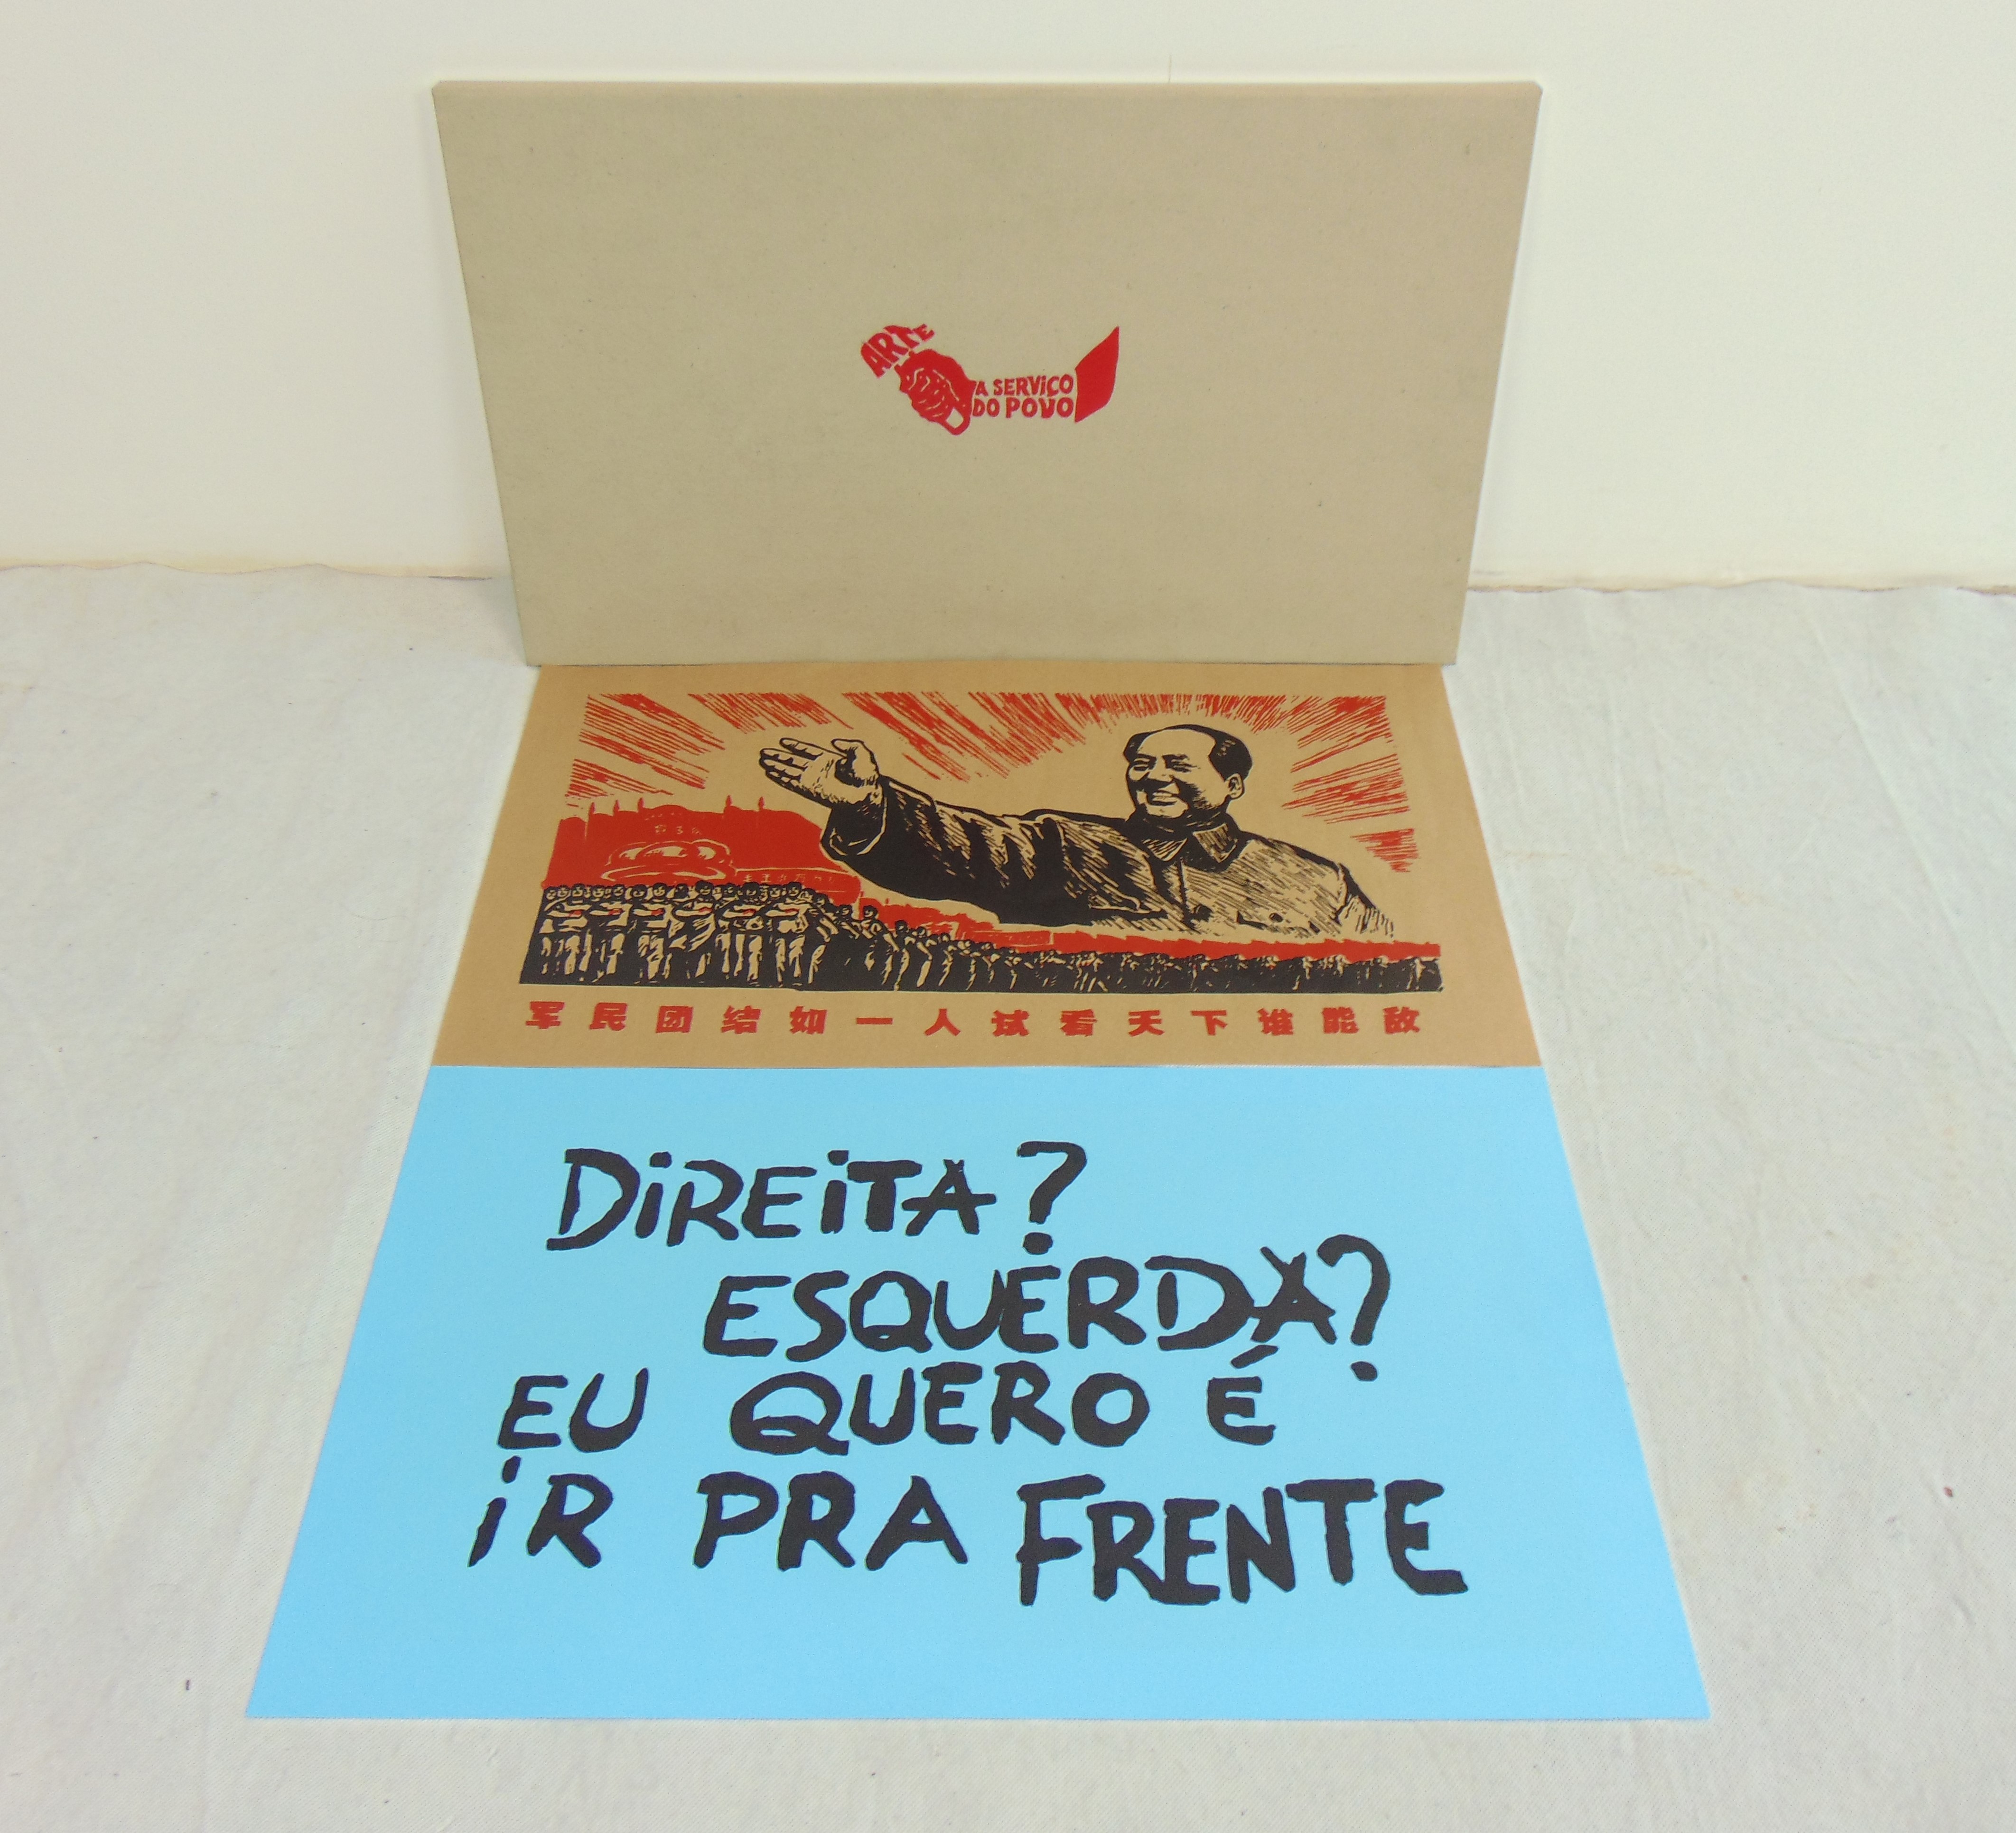 ARTE
A SERViÇO
DO POVO
军民团结如一人试看天下谁能敌
DiREiTA?
ESQUERDA?
EU QUERO É
iR PRA FRENTE